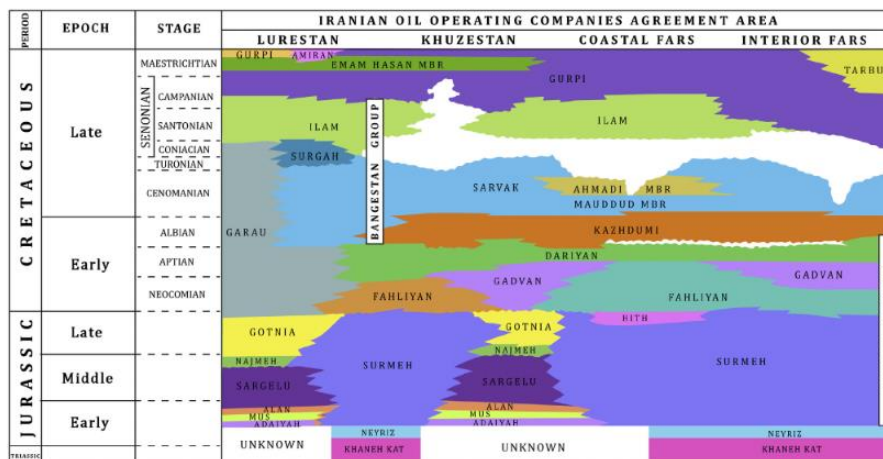 IRANIAN OIL OPERATING COMPANIES AGREEMENT AREA
PERIOD EPOCH STAGE
LURESTAN KHUZESTAN COASTAL FARS INTERIOR FARS
CRETACEOUS
JURASSIC
TRIASSIC
Late
Early
Late
Middle
Early
SENONIAN
MAESTRICHTIAN
CAMPANIAN
SANTONIAN
CONIACIAN
TURONIAN
CENOMANIAN
ALBIAN
APTIAN
NEOCOMIAN
GURPI AMIRAN
EMAM HASAN MBR
GURPI
TARBU
BANGESTAN GROUP
ILAM ILAM
SURGAH
SARVAK
AHMADI MBR
MAUDDUD MBR
GARAU
KAZHDUMI
DARIYAN
GADVAN GADVAN
FAHLIYAN FAHLIYAN
HITH
GOTNIA GOTNIA
NAJMEH NAJMEH
SURMEH SURMEH
SARGELU SARGELU
ALAN ALAN
MUS MUS
ADAIYAH ADAIYAH
NEYRIZ NEYRIZ
UNKNOWN UNKNOWN
KHANEH KAT KHANEH KAT